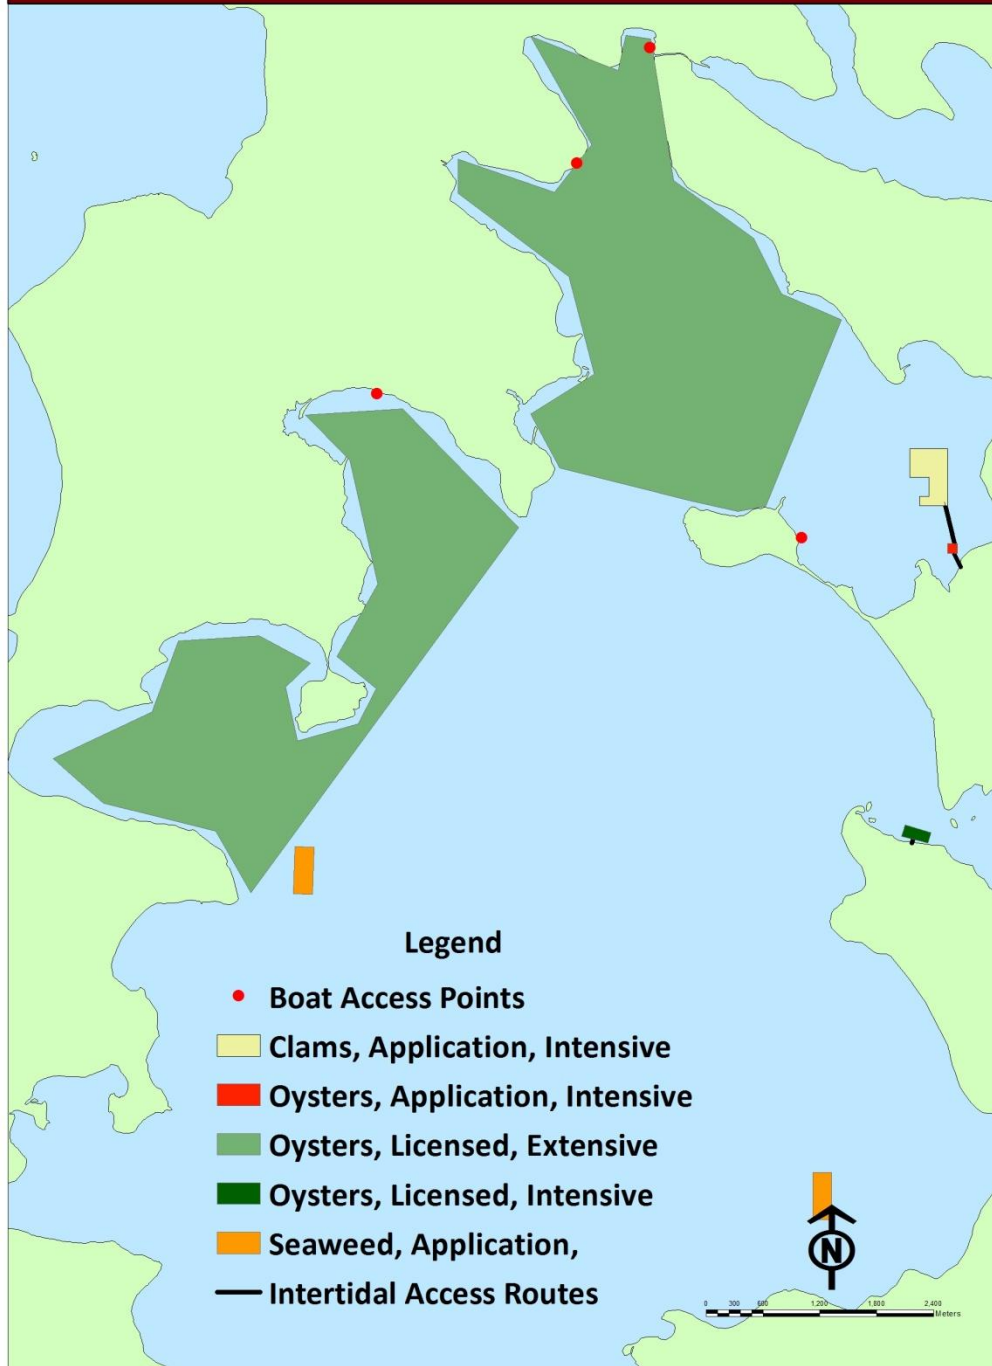 Legend
Boat Access Points
Clams, Application, Intensive
Oysters, Application, Intensive
Oysters, Licensed, Extensive
Oysters, Licensed, Intensive
Seaweed, Application,
Intertidal Access Routes
N
0 300 600 1,200 1,800 2,400
Meters